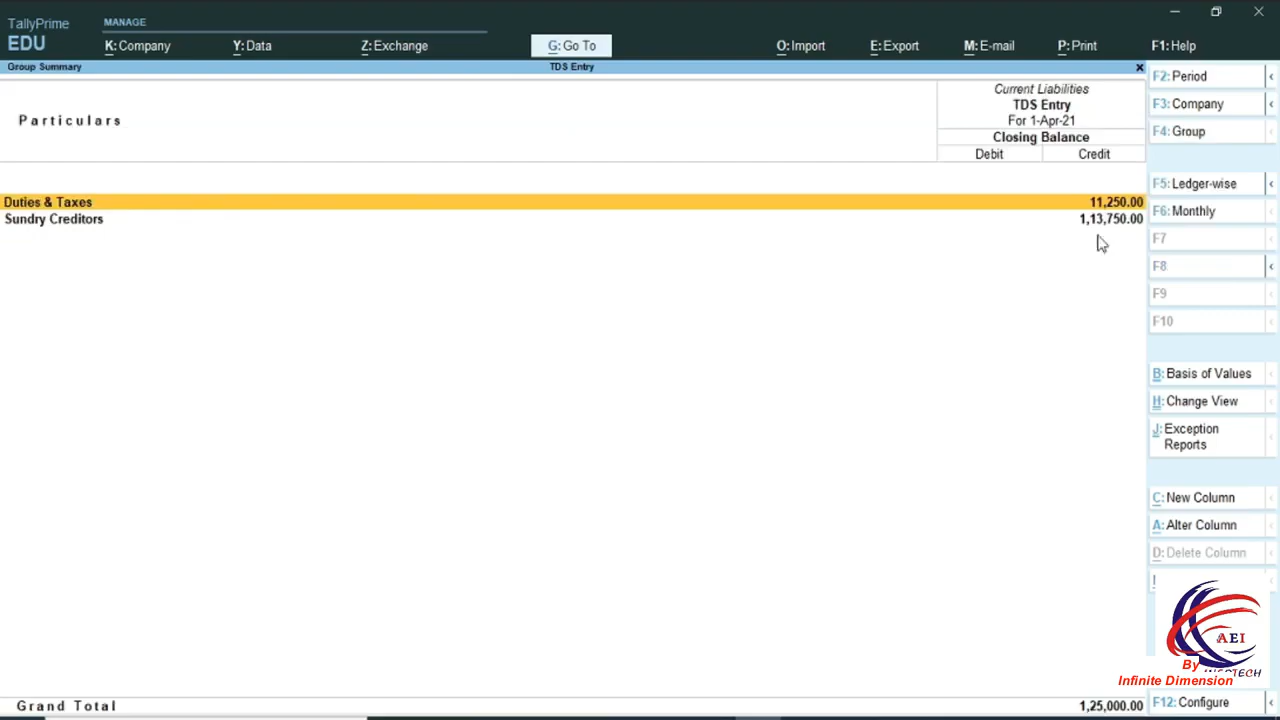 TallyPrime
EDU
MANAGE
K: Company
Y: Data
Z: Exchange
G: Go To
O: Import
E: Export
M: E-mail
P: Print
F1: Help
Group Summary
TDS Entry
x
Particulars
Current Liabilities
TDS Entry
For 1-Apr-21
Closing Balance
Debit Credit
Duties & Taxes 11,250.00
Sundry Creditors 1,13,750.00
Grand Total 1,25,000.00
F2: Period
F3: Company
F4: Group
F5: Ledger-wise
F6: Monthly
F7
F8
F9
F10
B: Basis of Values
H: Change View
J: Exception
Reports
C: New Column
A: Alter Column
D: Delete Column
AEI
By
Infinite Dimension
F12: Configure